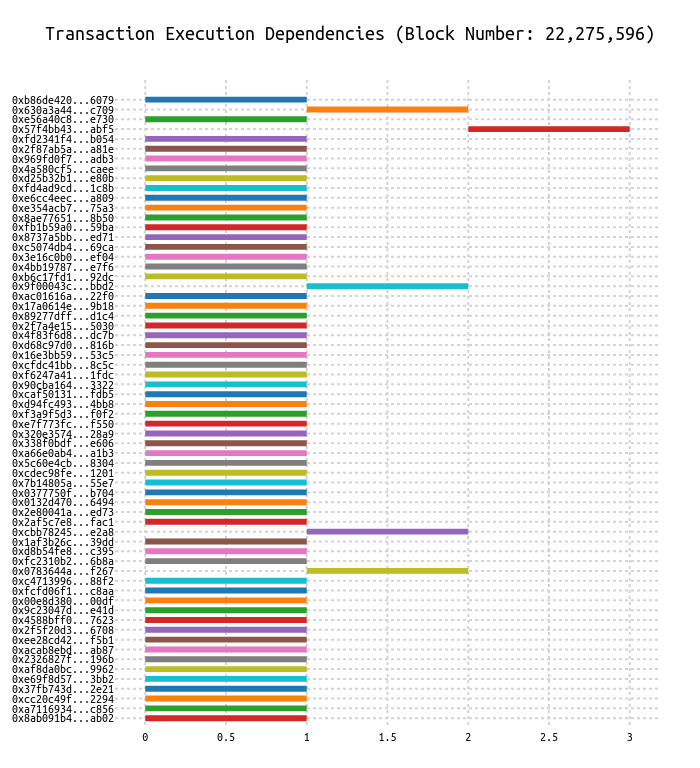 Transaction Execution Dependencies (Block Number: 22,275,596)
0xb86de420...6079
0x630a3a44...c709
0xe56a40c8...e730
0x57f4bb43...abf5
0xfd2341f4...b054
0x2f87ab5a...a81e
0x969fd0f7...adb3
0x4a580cf5...caee
0xd25b32b1...e80b
0xfd4ad9cd...1c8b
0xe6cc4eec...a809
0xe354acb7...75a3
0x8ae77651...8b50
0xfb1b59a0...59ba
0x8737a5bb...ed71
0xc5074db4...69ca
0x3e16c0b0...ef04
0x4bb19787...e7f6
0xb6c17fd1...92dc
0x9f00043c...bbd2
0xac01616a...22f0
0x17a0614e...9b18
0x89277dff...d1c4
0x2f7a4e15...5030
0x4f83f6d8...dc7b
0xd68c97d0...816b
0x16e3bb59...53c5
0xcfdc41bb...8c5c
0xf6247a41...1fdc
0x90cba164...3322
0xcaf50131...fdb5
0xd94fc493...4bb8
0xf3a9f5d3...f0f2
0xe7f773fc...f550
0x320e3574...28a9
0x338f0bdf...e606
0xa66e0ab4...a1b3
0x5c60e4cb...8304
0xcdec98fe...1201
0x7b14805a...55e7
0x0377750f...b704
0x0132d470...6494
0x2e80041a...ed73
0x2af5c7e8...fac1
0xcbb78245...e2a8
0x1af3b26c...39dd
0xd8b54fe8...c395
0xfc2310b2...6b8a
0x0783644a...f267
0xc4713996...88f2
0xfcfd06f1...c8aa
0x00e8d380...00df
0x9c23047d...e41d
0x4588bff0...7623
0x2f5f20d3...6708
0xee28cd42...f5b1
0xacab8ebd...ab87
0x2326827f...196b
0xaf8da0bc...9962
0xe69f8d57...3bb2
0x37fb743d...2e21
0xcc20c49f...2294
0xa7116934...c856
0x8ab091b4...ab02
0 0.5 1 1.5 2 2.5 3